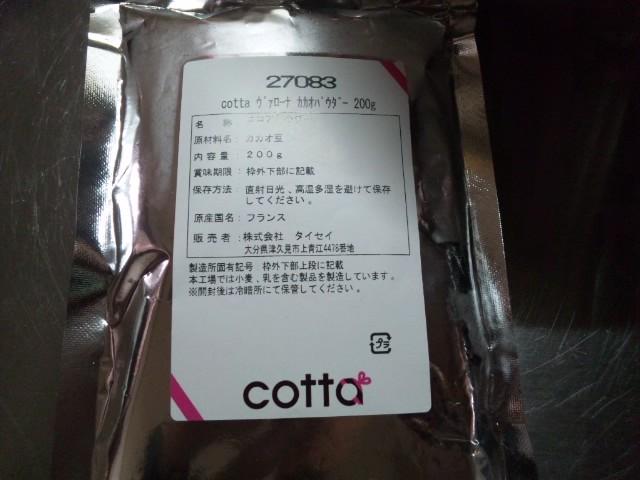 27083
cotta ヴァローナ カカオパウダー 200g
名 称
原材料名：カカオ豆
内容量：200g
賞味期限：枠外下部に記載
保存方法：直射日光、高温多湿を避けて保存
してください。
原産国名：フランス
販売者：株式会社 タイセイ
大分県津久見市上青江4478番地
製造所固有記号 枠外下部上段に記載
本工場では小麦、乳を含む製品を製造しています。
※開封後は冷暗所にて保管してください。
プラ
cotta